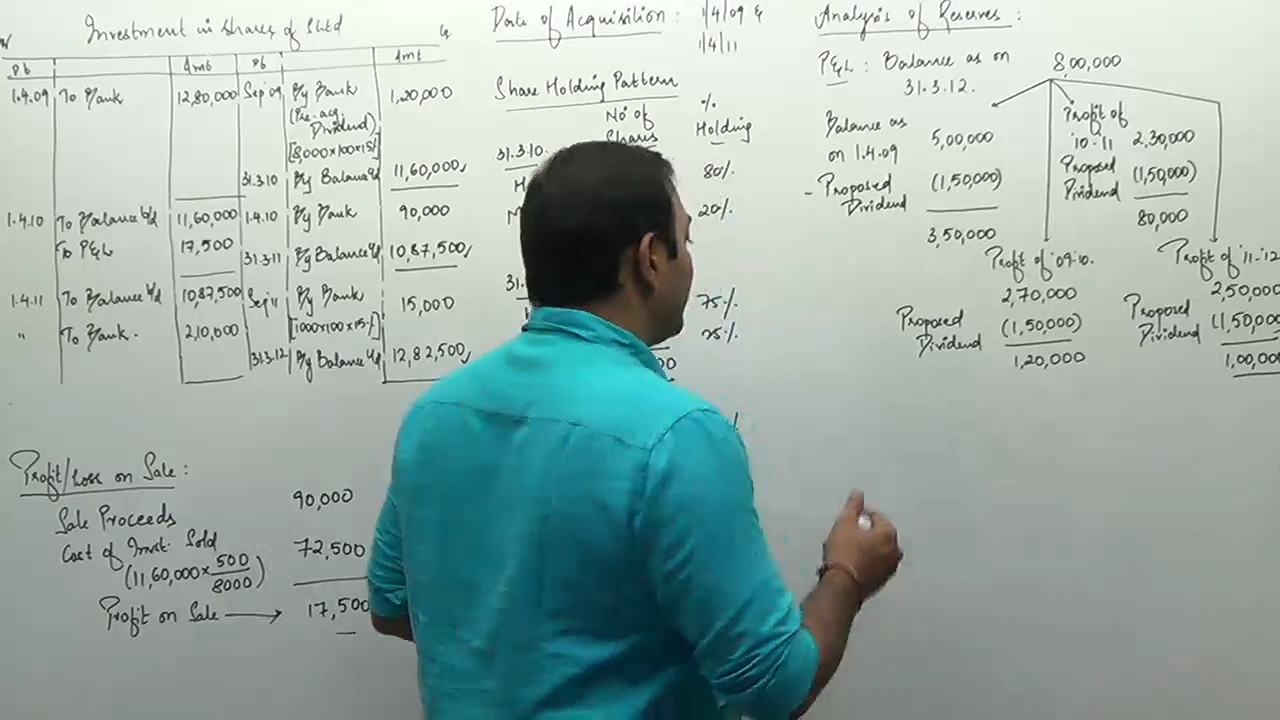 Investment in shares of S Ltd
Dt Amt Dt Amt
1.4.09 To Bank 12,80,000 Sep'09 By Bank 1,20,000
(Pre-acq.
Dividend)
[8,000×100×15%]
31.3.10 By Balance c/d 11,60,000
1.4.10 To Balance b/d 11,60,000 1.4.10 By Bank 90,000
To P&L 17,500
31.3.11 By Balance c/d 10,87,500
1.4.11 To Balance b/d 10,87,500 Sep'11 By Bank 15,000
" To Bank. 2,10,000 [1000×100×15%]
31.3.12 By Balance c/d 12,82,500
Profit/Loss on Sale:
Sale Proceeds 90,000
Cost of Invt. Sold 72,500
(11,60,000×500/8000)
Profit on Sale → 17,500
Date of Acquisition: 1/4/09 &
1/4/11
Share Holding Pattern
No of Shares % Holding
31.3.10
80%
20%
75%
25%
Analysis of Reserves:
P&L: Balance as on 31.3.12. 8,00,000
Balance as on 1.4.09 5,00,000
- Proposed Dividend (1,50,000)
3,50,000
Profit of '10-11 2,30,000
Proposed Dividend (1,50,000)
80,000
Profit of '09-10.
2,70,000
Proposed Dividend (1,50,000)
1,20,000
Profit of '11-'12
2,50,000
Proposed Dividend (1,50,000
1,00,000